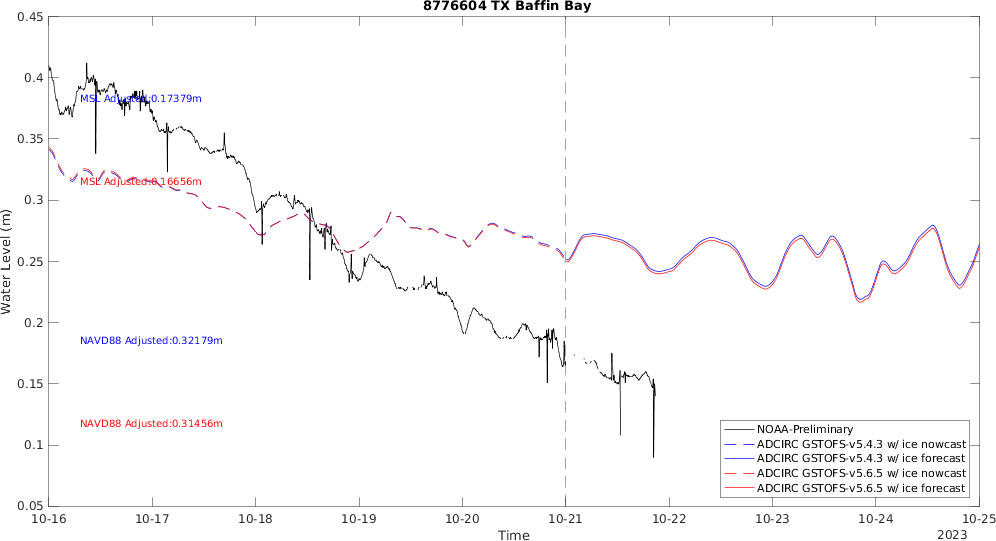 8776604 TX Baffin Bay
0.45
0.4
MSL Adjusted:0.17379m
0.35
0.3
MSL Adjusted:0.16656m
0.25
0.2
NAVD88 Adjusted:0.32179m
0.15
NAVD88 Adjusted:0.31456m
0.1
0.05
Water Level (m)
NOAA-Preliminary
ADCIRC GSTOFS-v5.4.3 w/ ice nowcast
ADCIRC GSTOFS-v5.4.3 w/ ice forecast
ADCIRC GSTOFS-v5.6.5 w/ ice nowcast
ADCIRC GSTOFS-v5.6.5 w/ ice forecast
10-16 10-17 10-18 10-19 10-20 10-21 10-22 10-23 10-24 10-25
Time
2023